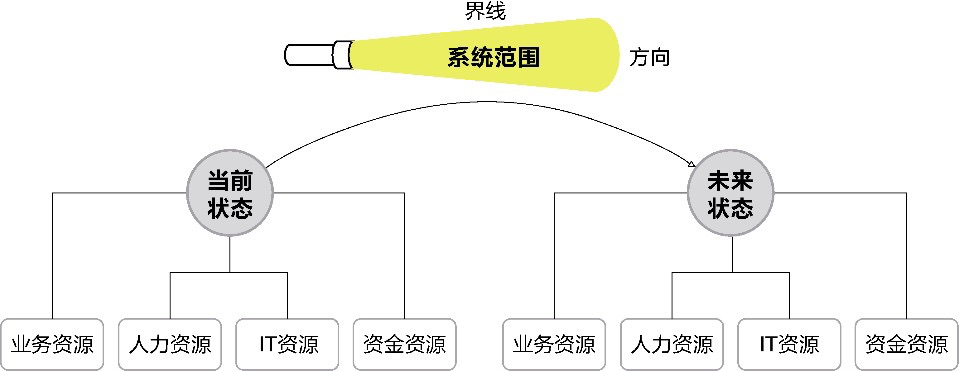 界线
系统范围
方向
当前
状态
未来
状态
业务资源
人力资源
IT资源
资金资源
业务资源
人力资源
IT资源
资金资源